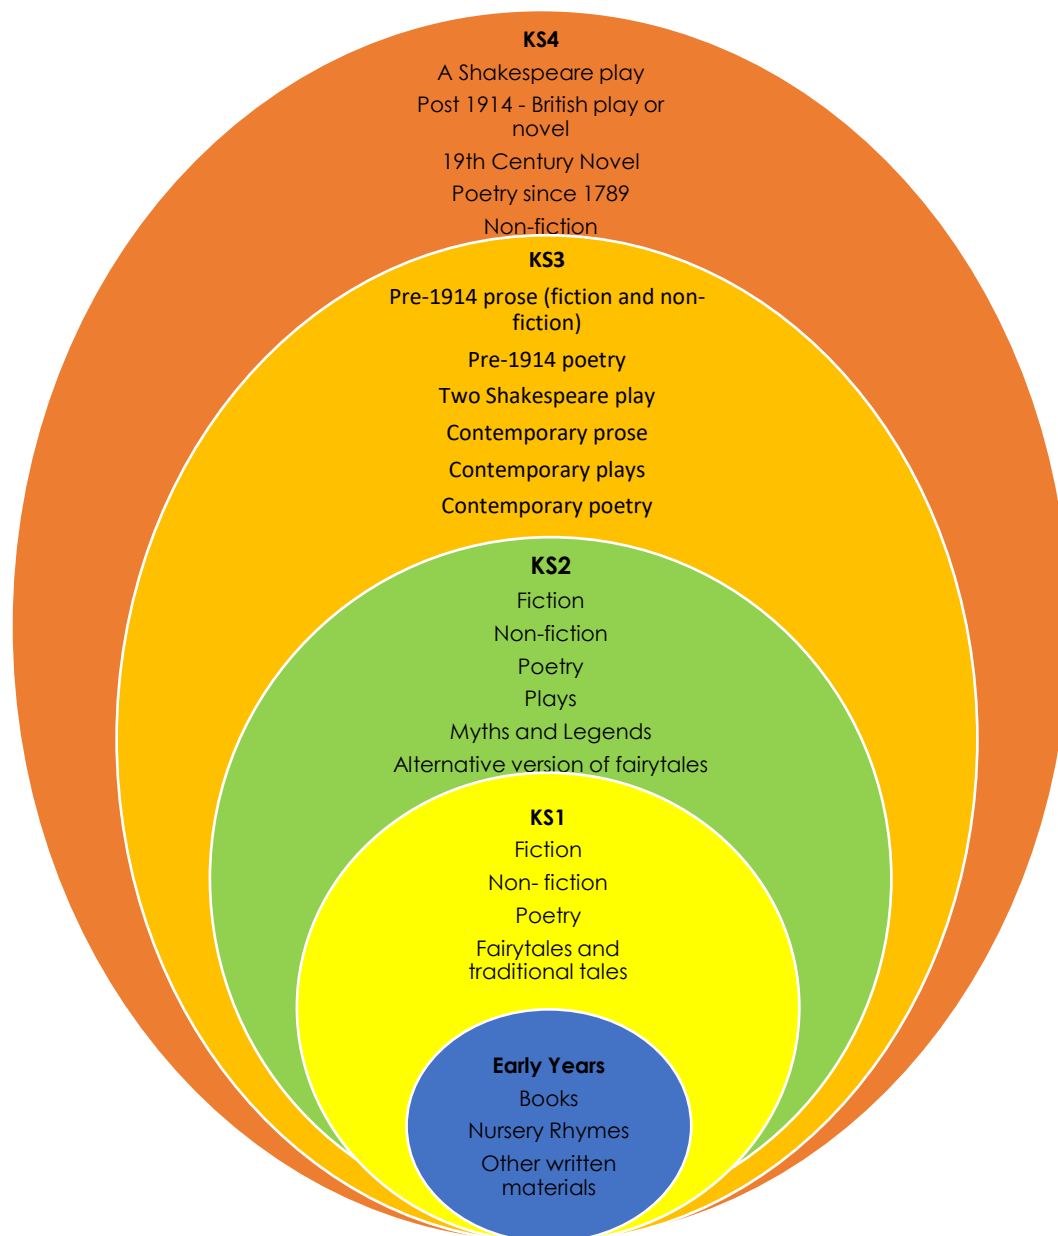 KS4
A Shakespeare play
Post 1914 - British play or
novel
19th Century Novel
Poetry since 1789
Non-fiction
KS3
Pre-1914 prose (fiction and non-
fiction)
Pre-1914 poetry
Two Shakespeare play
Contemporary prose
Contemporary plays
Contemporary poetry
KS2
Fiction
Non-fiction
Poetry
Plays
Myths and Legends
Alternative version of fairytales
KS1
Fiction
Non- fiction
Poetry
Fairytales and
traditional tales
Early Years
Books
Nursery Rhymes
Other written
materials